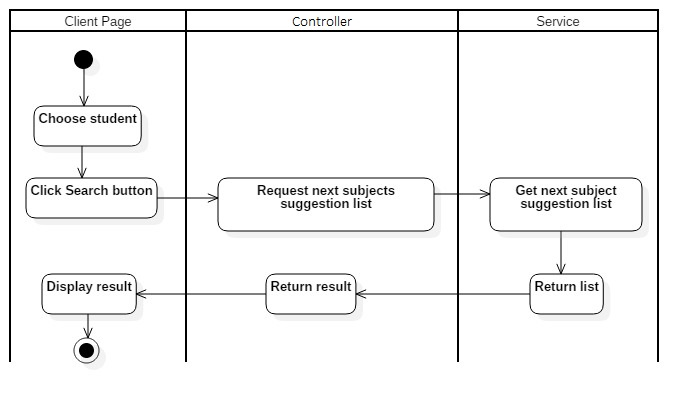 Client Page
Controller
Service
Choose student
Click Search button
Request next subjects
suggestion list
Get next subject
suggestion list
Display result
Return result
Return list